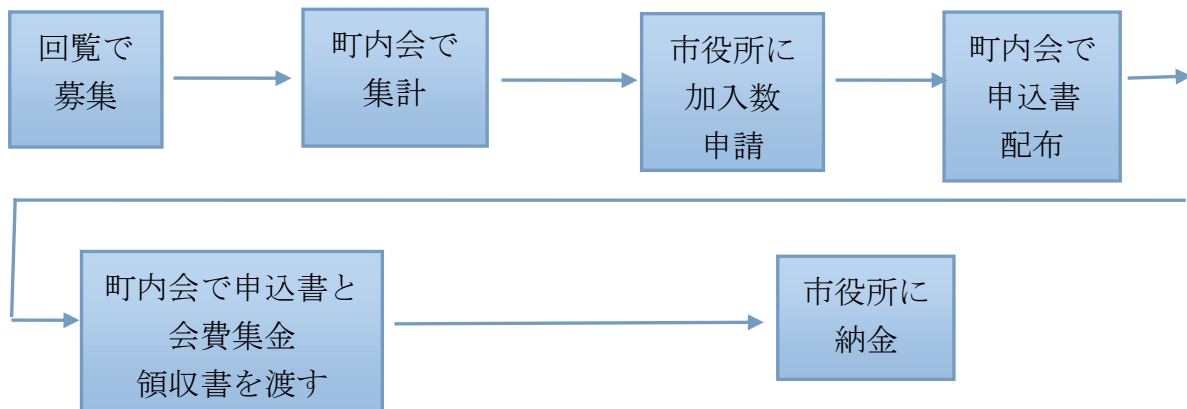 回覧で
募集
町内会で
集計
市役所に
加入数
申請
町内会で
申込書
配布
町内会で申込書と
会費集金
領収書を渡す
市役所に
納金